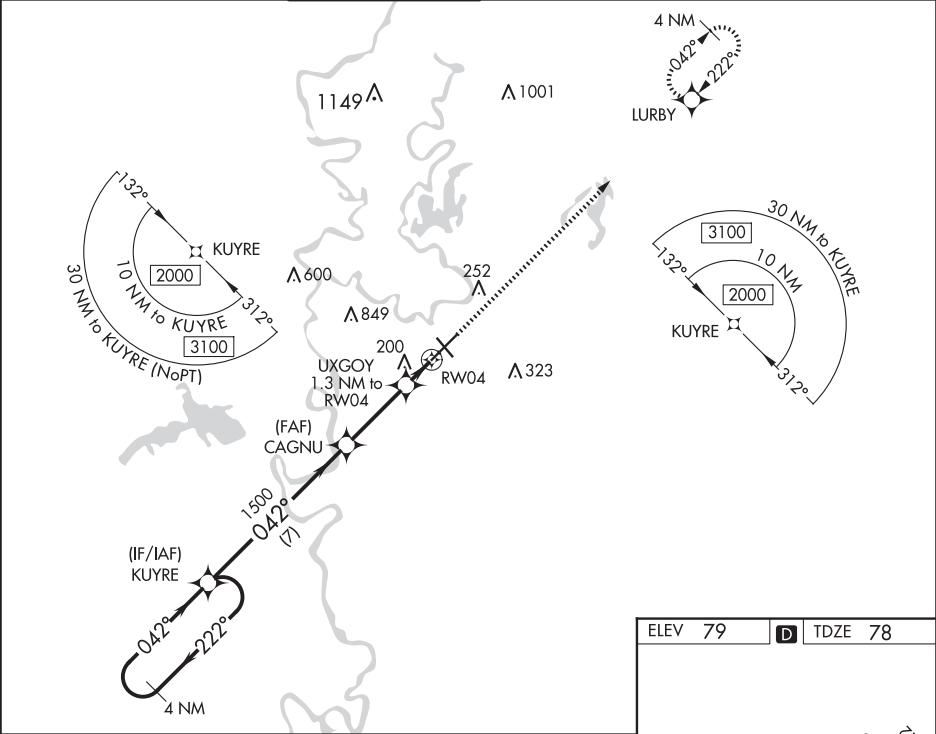 4 NM
042°
222°
LURBY
1149
1001
132°
KUYRE
2000
10 NM to KUYRE
312°
3100
30 NM to KUYRE (NoPT)
30 NM to KUYRE
3100
132°
10 NM
2000
KUYRE
312°
600
252
849
200
UXGOY
1.3 NM to
RW04
RW04
323
(FAF)
CAGNU
1500
042°
(7)
(IF/IAF)
KUYRE
042°
222°
4 NM
ELEV 79
D
TDZE 78